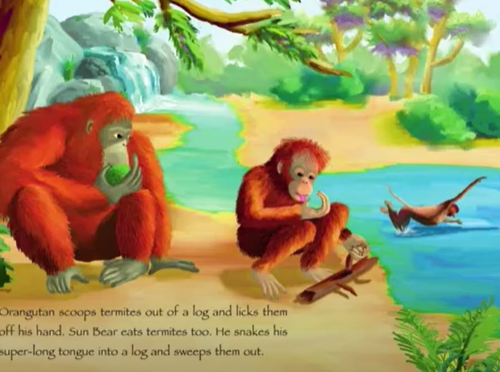 Orangutan scoops termites out of a log and licks them
off his hand. Sun Bear eats termites too. He snakes his
super-long tongue into a log and sweeps them out.